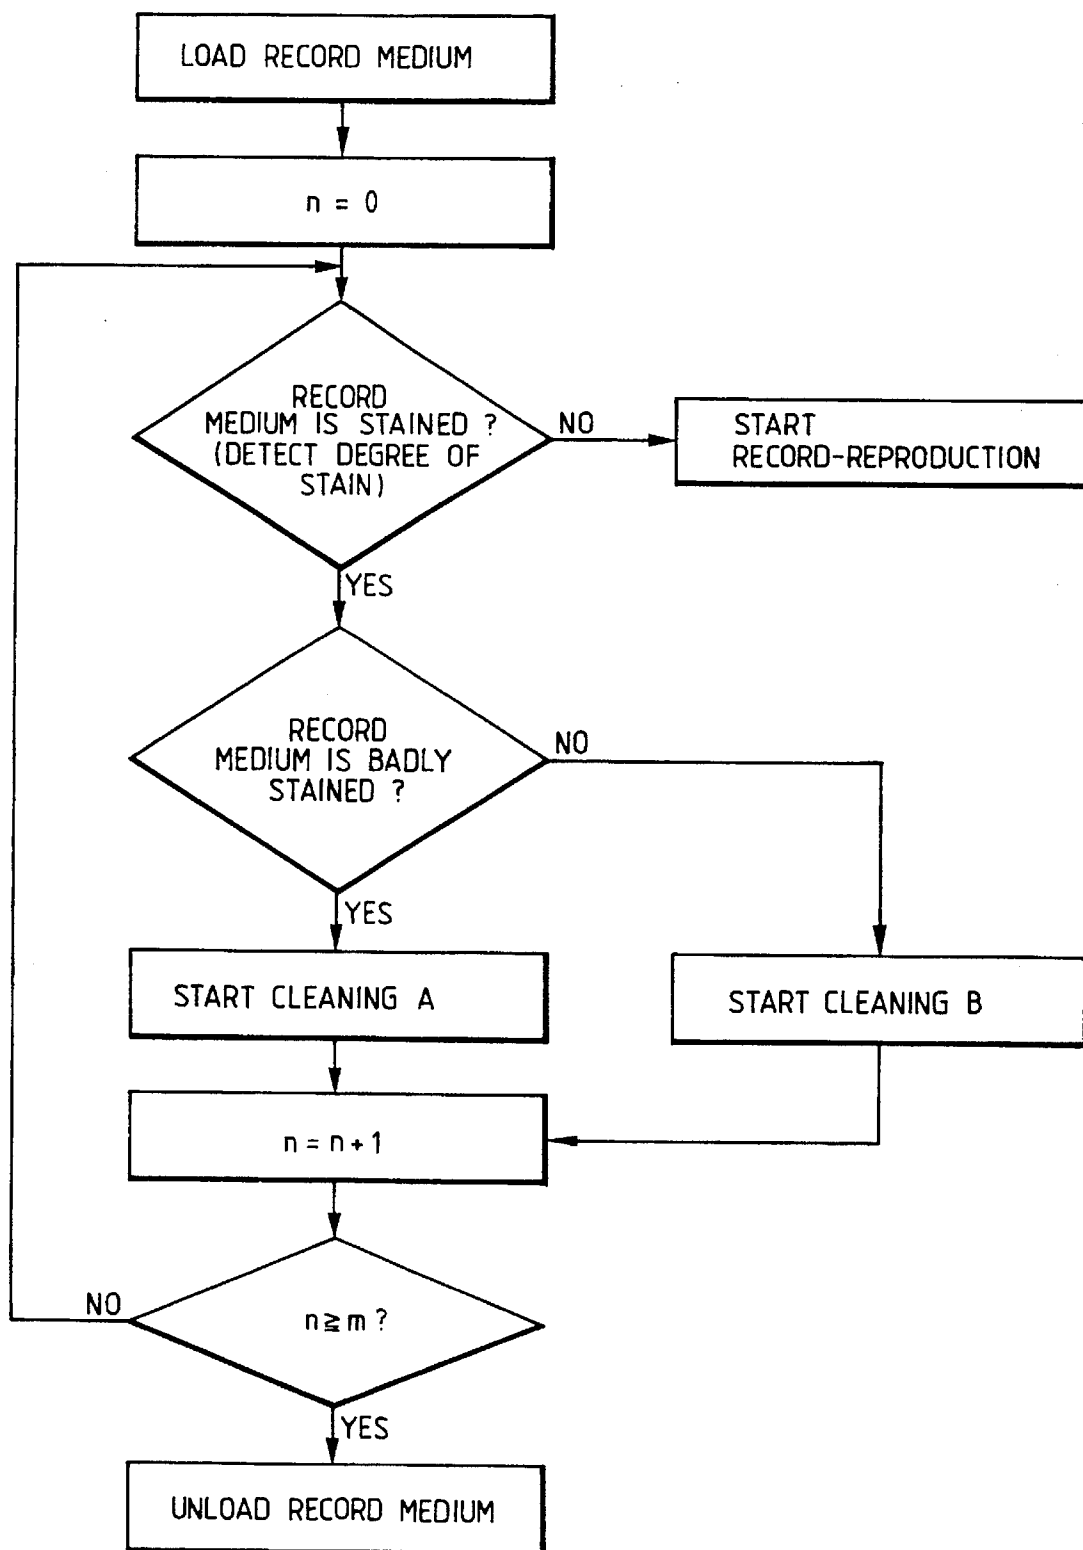 LOAD RECORD MEDIUM
n = 0
RECORD
MEDIUM IS STAINED ?
(DETECT DEGREE OF
STAIN)
NO
START
RECORD-REPRODUCTION
YES
RECORD
MEDIUM IS BADLY
STAINED ?
NO
YES
START CLEANING A
START CLEANING B
n = n + 1
NO
n ≧ m ?
YES
UNLOAD RECORD MEDIUM